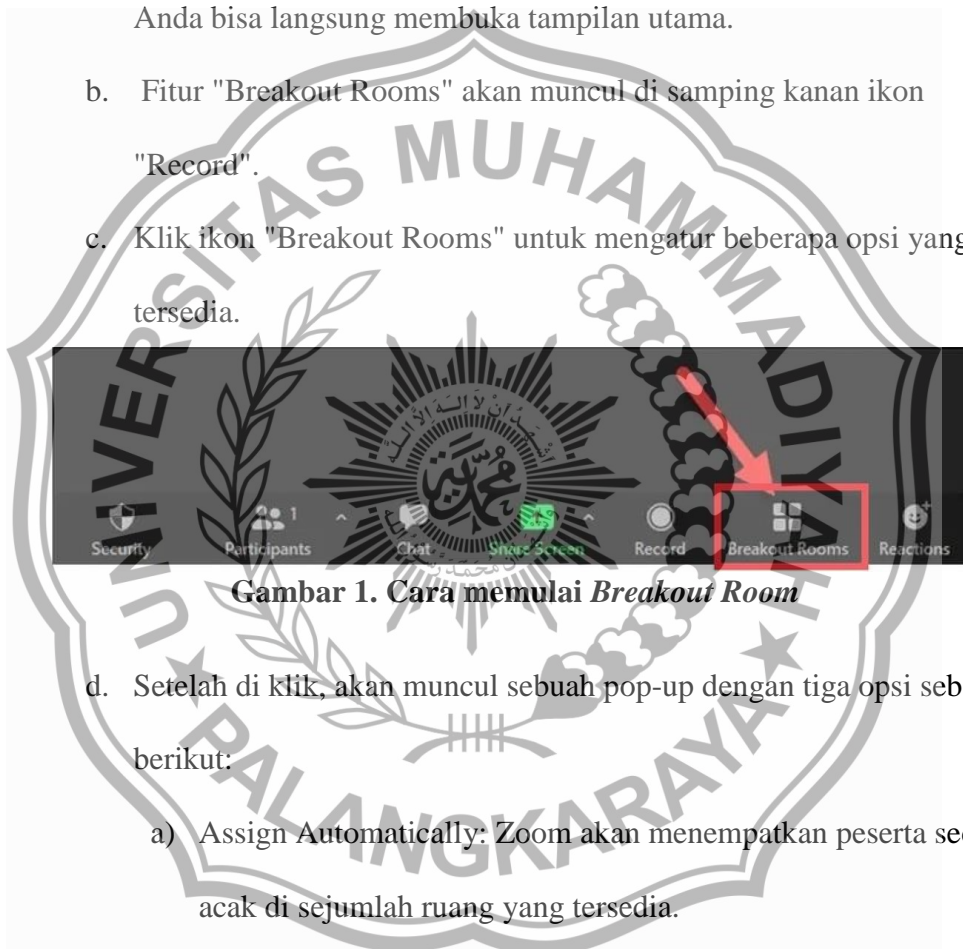 Anda bisa langsung membuka tampilan utama.
b. Fitur "Breakout Rooms" akan muncul di samping kanan ikon
"Record".
c. Klik ikon "Breakout Rooms" untuk mengatur beberapa opsi yang
tersedia.
Security
Participants 1
Chat
Share Screen
Record
Breakout Rooms
Reactions
Gambar 1. Cara memulai Breakout Room
d. Setelah di klik, akan muncul sebuah pop-up dengan tiga opsi seb
berikut:
a) Assign Automatically: Zoom akan menempatkan peserta se
acak di sejumlah ruang yang tersedia.
UNIVERSITAS MUHAMMADIYAH
PALANGKARAYA